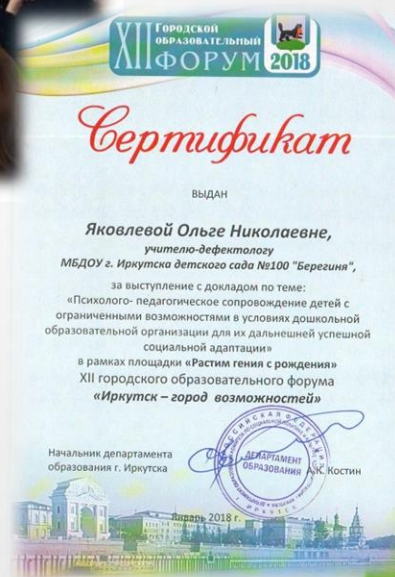 XII Городской
образовательный
ФОРУМ 2018
Сертификат
ВЫДАН
Яковлевой Ольге Николаевне,
учителю-дефектологу
МБДОУ г. Иркутска детского сада №100 "Берегиня",
за выступление с докладом по теме:
«Психолого- педагогическое сопровождение детей с
ограниченными возможностями в условиях дошкольной
образовательной организации для их дальнейшей успешной
социальной адаптации»
в рамках площадки «Растим гения с рождения»
XII городского образовательного форума
«Иркутск – город возможностей»
Начальник департамента
образования г. Иркутска
ДЕПАРТАМЕНТ
ОБРАЗОВАНИЯ
А.К. Костин
Январь 2018 г.